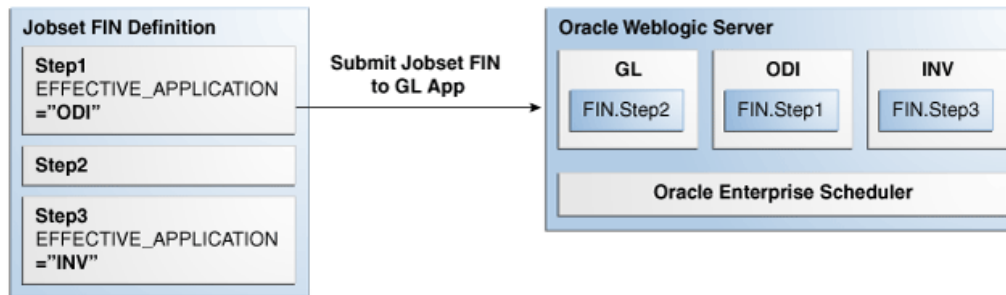 Jobset FIN Definition
Step1
EFFECTIVE_APPLICATION
="ODI"
Step2
Step3
EFFECTIVE_APPLICATION
="INV"
Submit Jobset FIN
to GL App
Oracle Weblogic Server
GL
FIN.Step2
ODI
FIN.Step1
INV
FIN.Step3
Oracle Enterprise Scheduler